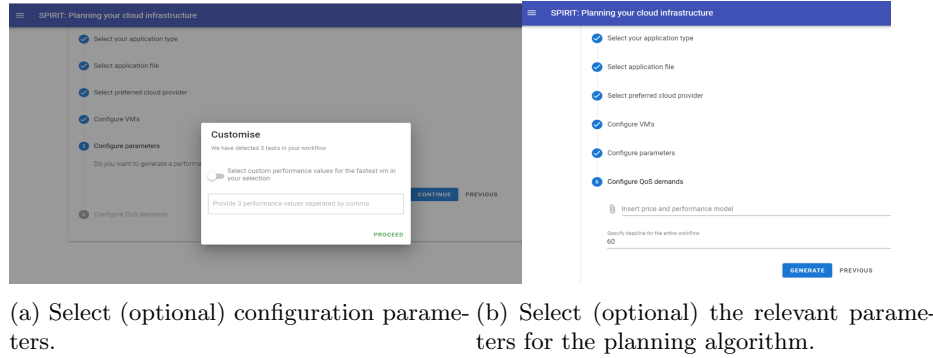 SPIRIT: Planning your cloud infrastructure
Select your application type
Select application file
Select preferred cloud provider
Configure VM's
5 Configure parameters
Do you want to generate a performa
Customise
We have detected 3 tasks in your workflow
Select custom performance values for the fastest vm in
your selection
Provide 3 performance values seperated by comma
PROCEED
CONTINUE PREVIOUS
6 Configure QoS demands
(a) Select (optional) configuration parame-
ters.
SPIRIT: Planning your cloud infrastructure
Select your application type
Select application file
Select preferred cloud provider
Configure VM's
Configure parameters
6 Configure QoS demands
Insert price and performance model
Specify deadline for the entire workflow
60
GENERATE PREVIOUS
(b) Select (optional) the relevant parame-
ters for the planning algorithm.